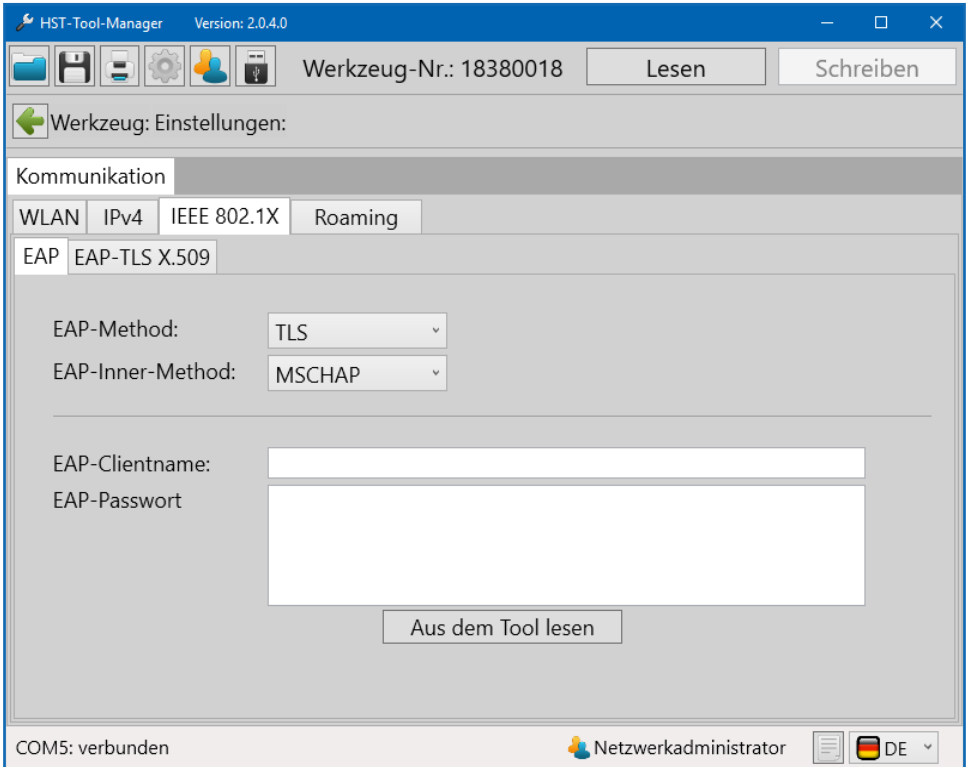 HST-Tool-Manager Version: 2.0.4.0
Werkzeug-Nr.: 18380018 Lesen Schreiben
Werkzeug: Einstellungen:
Kommunikation
WLAN IPv4 IEEE 802.1X Roaming
EAP EAP-TLS X.509
EAP-Method: TLS
EAP-Inner-Method: MSCHAP
EAP-Clientname:
EAP-Passwort
Aus dem Tool lesen
COM5: verbunden Netzwerkadministrator DE